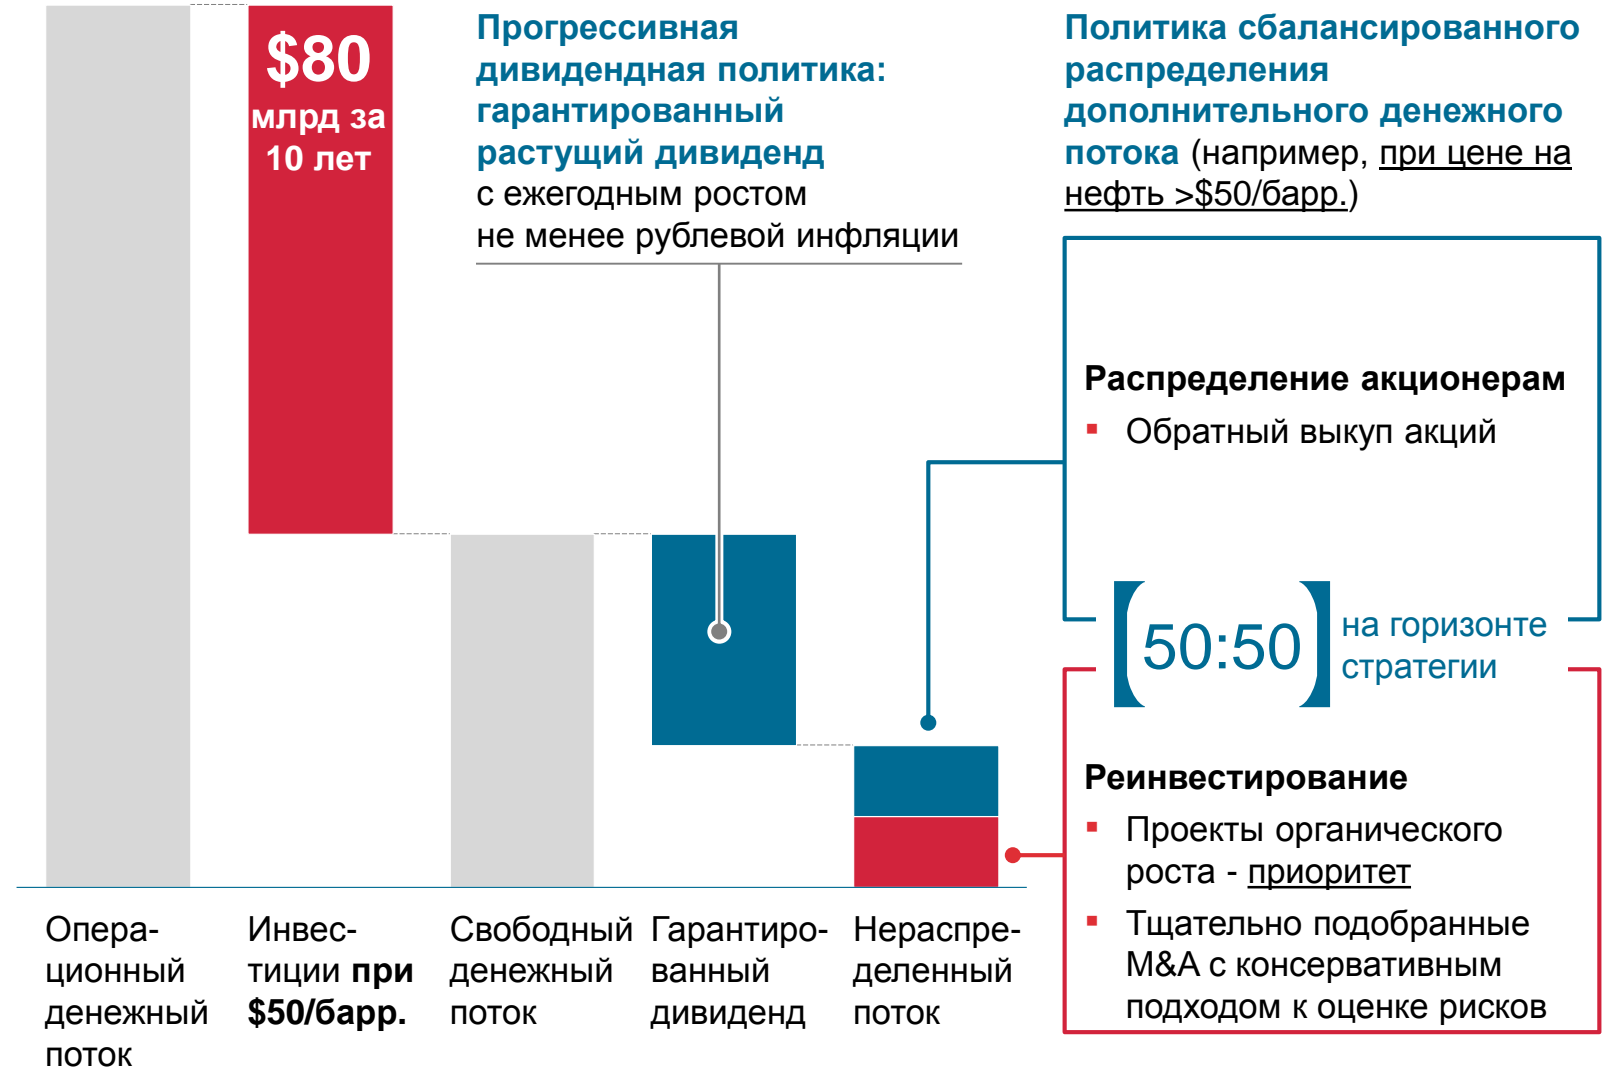 $80
млрд за
10 лет
Прогрессивная
дивидендная политика:
гарантированный
растущий дивиденд
с ежегодным ростом
не менее рублевой инфляции
Политика сбалансированного
распределения
дополнительного денежного
потока (например, при цене на
нефть >$50/барр.)
Распределение акционерам
▪ Обратный выкуп акций
50:50
на горизонте
стратегии
Реинвестирование
▪ Проекты органического
роста - приоритет
▪ Тщательно подобранные
M&A с консервативным
подходом к оценке рисков
Опера-
ционный
денежный
поток
Инвес-
тиции при
$50/барр.
Свободный
денежный
поток
Гарантиро-
ванный
дивиденд
Нераспре-
деленный
поток